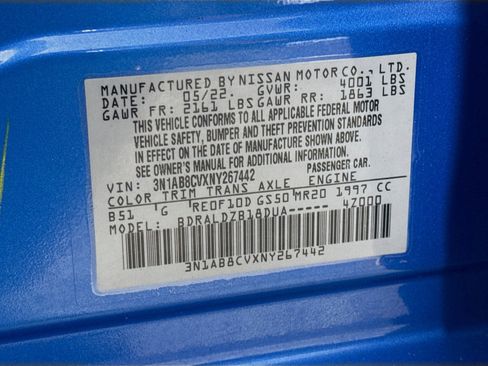 MANUFACTURED BY NISSAN MOTOR CO., LTD.
DATE: 05/22 GVWR: 4001 LBS
GAWR FR: 2161 LBS GAWR RR: 1863 LBS
THIS VEHICLE CONFORMS TO ALL APPLICABLE FEDERAL MOTOR
VEHICLE SAFETY, BUMPER AND THEFT PREVENTION STANDARDS
IN EFFECT ON THE DATE OF MANUFACTURE SHOWN ABOVE.
SEE OWNER'S MANUAL FOR ADDITIONAL INFORMATION
VIN: 3N1AB8CVXNY267442 PASSENGER CAR.
COLOR TRIM TRANS AXLE ENGINE
B51 G RE0F10D GS50 MR20 1997 CC
MODEL: BDRALDZB18DUA----- 4Z000
3N1AB8CVXNY267442